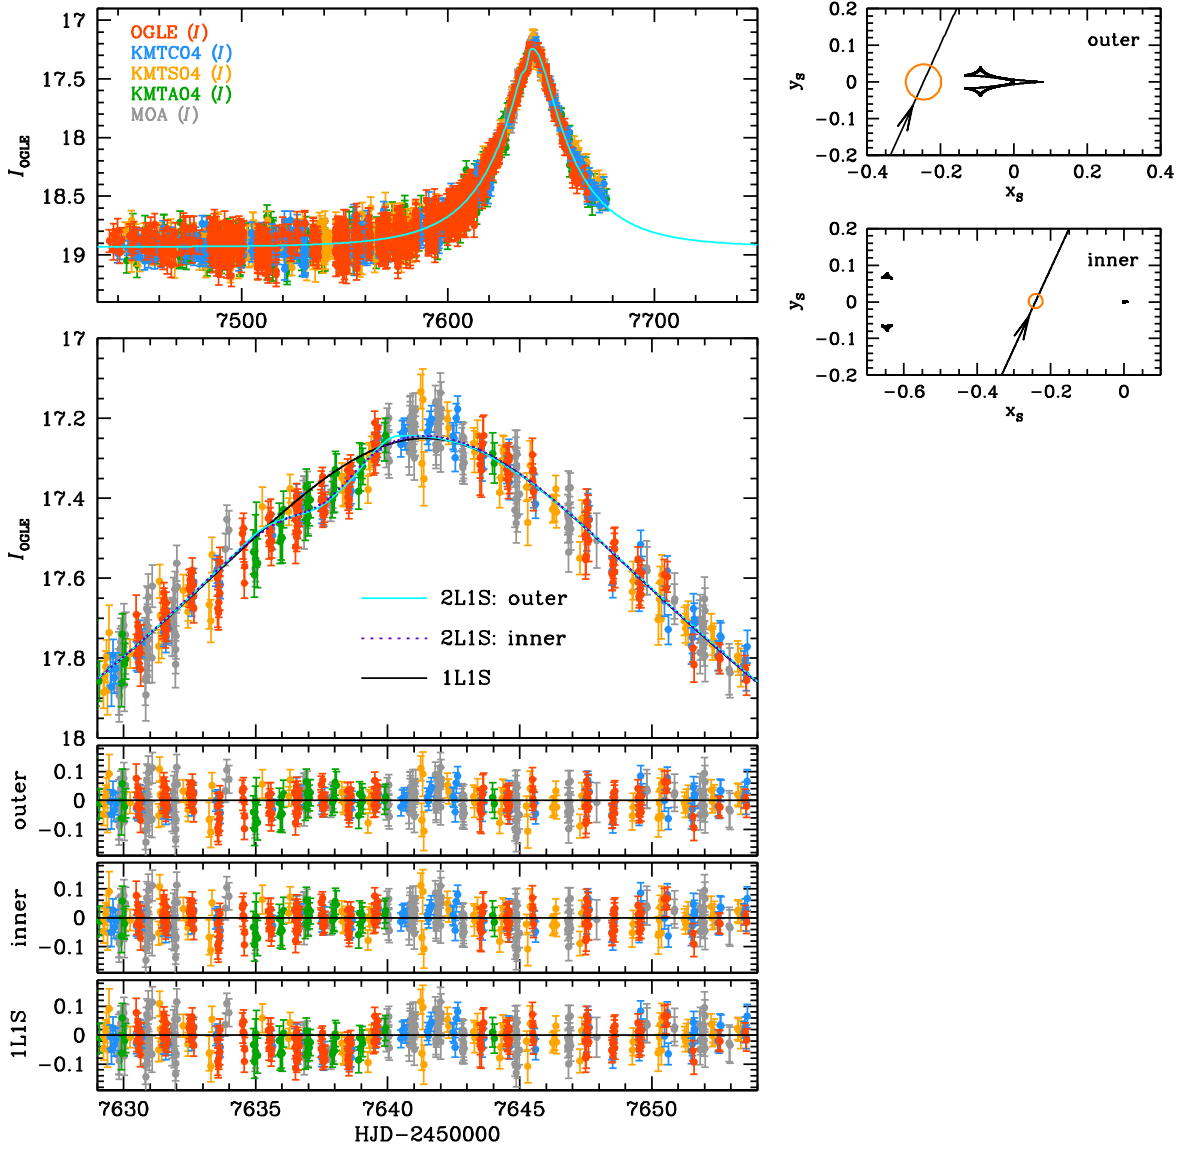 17
17.5
18
18.5
19
I_OGLE
OGLE (I)
KMTC04 (I)
KMTS04 (I)
KMTA04 (I)
MOA (I)
7500
7600
7700
17
17.2
17.4
17.6
17.8
18
I_OGLE
2L1S: outer
2L1S: inner
1L1S
0.1
0
−0.1
outer
0.1
0
−0.1
inner
0.1
0
−0.1
1L1S
7630
7635
7640
7645
7650
HJD−2450000
0.2
0.1
0
−0.1
−0.2
y_S
outer
−0.4
−0.2
0
0.2
0.4
x_S
0.2
0.1
0
−0.1
−0.2
y_S
inner
−0.6
−0.4
−0.2
0
x_S